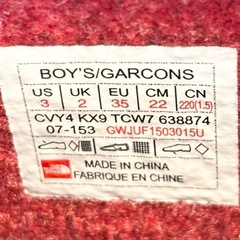 BOY'S/GARCONS
US UK EU CM CN
3 2 35 22 220(1.5)
CVY4 KX9 TCW7 638874
07-153 GWJUF1503015U
MADE IN CHINA
FABRIQUE EN CHINE